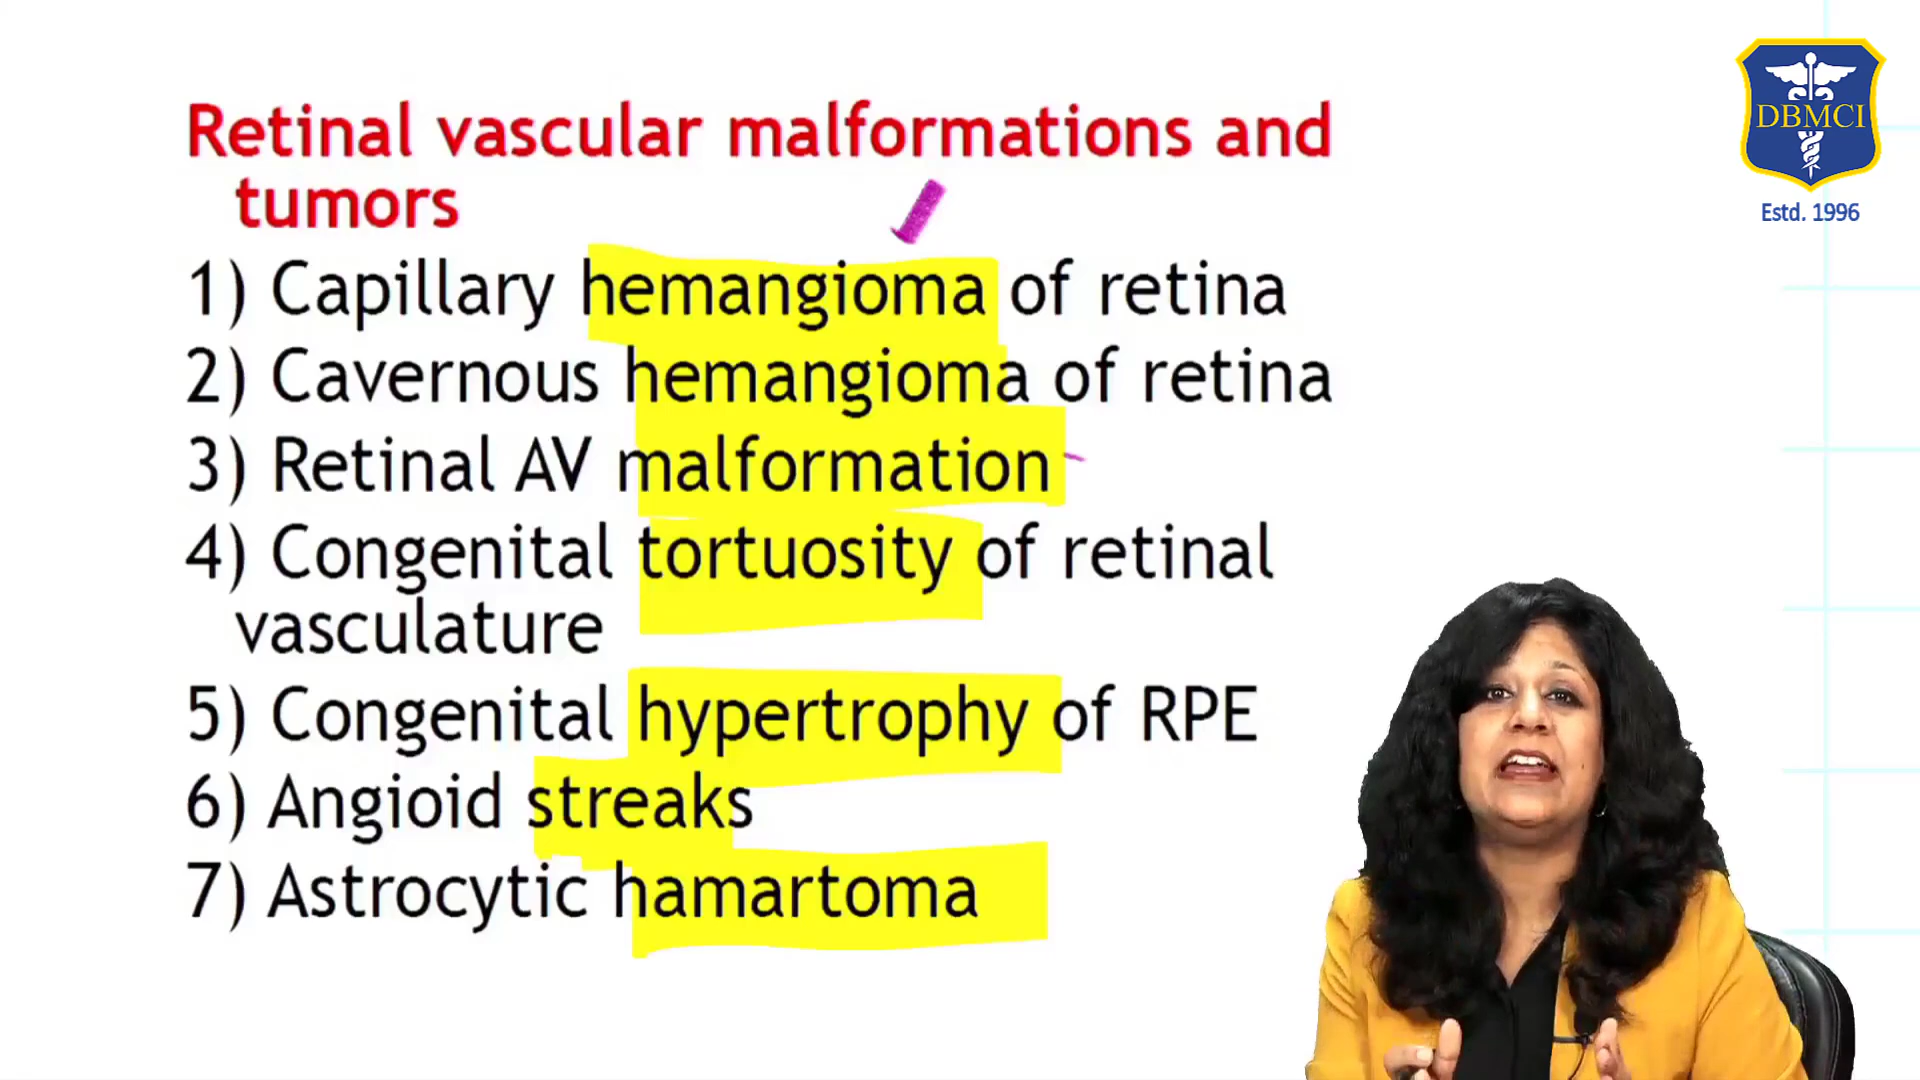 Retinal vascular malformations and
tumors
1) Capillary hemangioma of retina
2) Cavernous hemangioma of retina
3) Retinal AV malformation
4) Congenital tortuosity of retinal
vasculature
5) Congenital hypertrophy of RPE
6) Angioid streaks
7) Astrocytic hamartoma
DBMCI
Estd. 1996